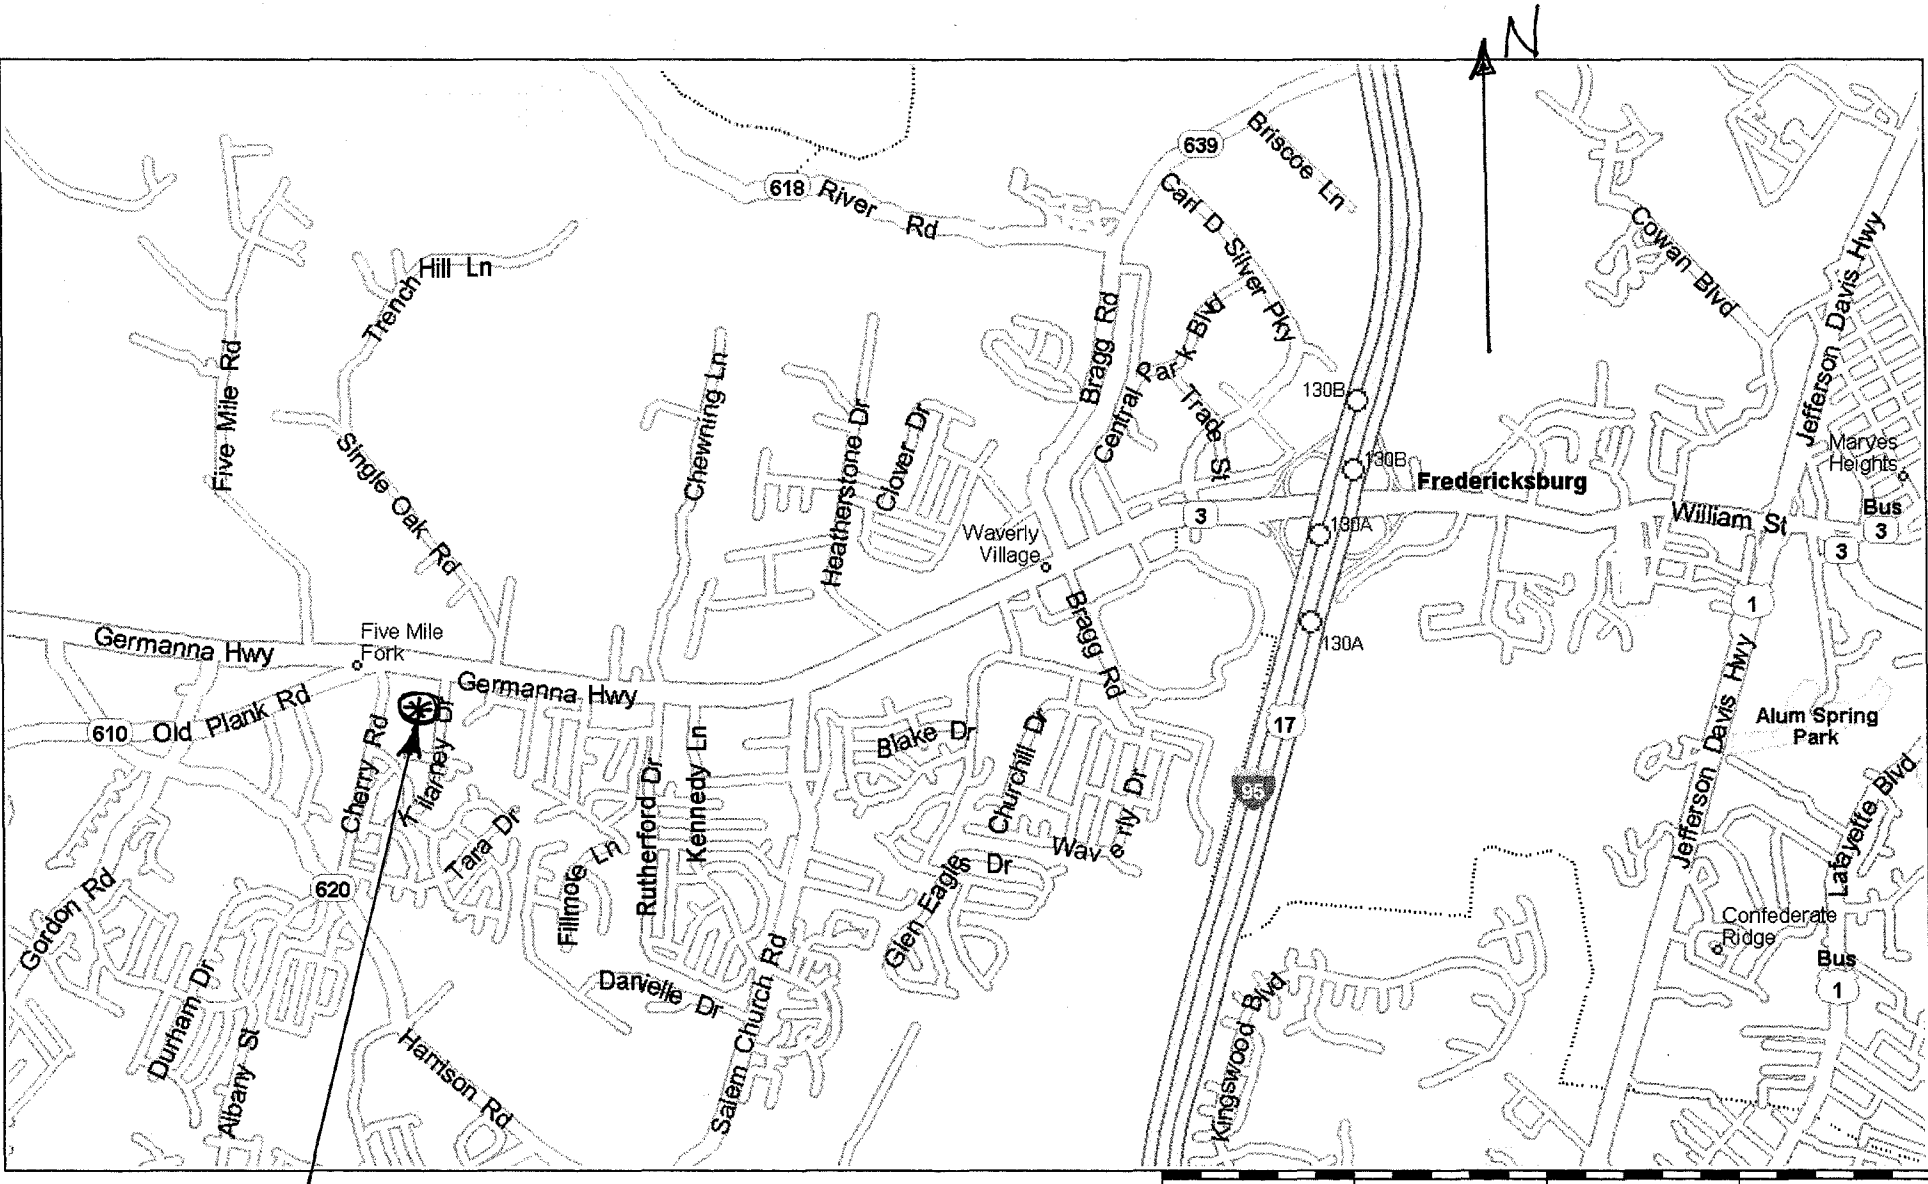 N
639
Briscoe Ln
618 River Rd
Carl D Silver Pky
Cowan Blvd
Jefferson Davis Hwy
Trench Hill Ln
Five Mile Rd
Bragg Rd
Central Park Blvd
Trade St
Chewning Ln
Heatherstone Dr
Clover Dr
Single Oak Rd
130B
130B
Fredericksburg
Maryes
Heights
Bus
3
3
3
William St
130A
Waverly
Village
1
130A
Bragg Rd
Germanna Hwy
Five Mile
Fork
Germanna Hwy
610 Old Plank Rd
Cherry Rd
Kilarney Dr
Blake Dr
Churchill Dr
17
95
Jefferson Davis Hwy
Alum Spring
Park
Lafayette Blvd
Rutherford Dr
Kennedy Ln
Tara Dr
Fillmoe Ln
Waverly Dr
Glen Eagles Dr
620
Gordon Rd
Confederate
Ridge
Bus
1
Durham Dr
Albany St
Danielle Dr
Salem Church Rd
Harrison Rd
Kingswood Blvd